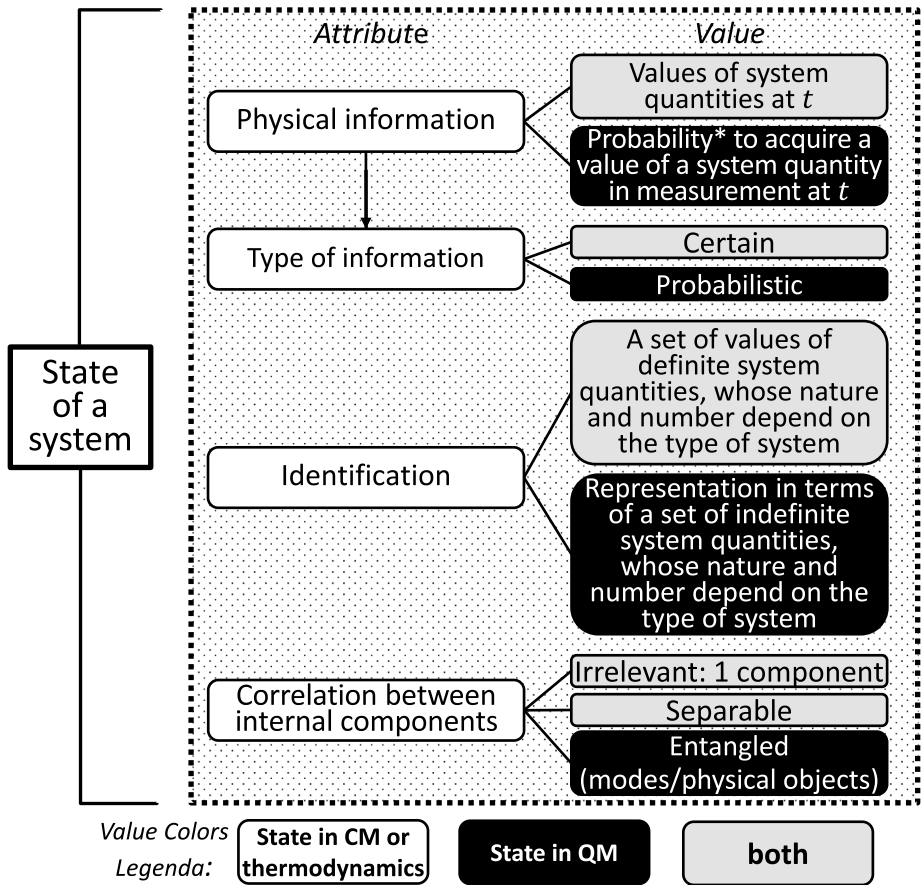 Attribute
Value
Physical information
Values of system
quantities at t
Probability* to acquire a
value of a system quantity
in measurement at t
Type of information
Certain
Probabilistic
State
of a
system
Identification
A set of values of
definite system
quantities, whose nature
and number depend on
the type of system
Representation in terms
of a set of indefinite
system quantities,
whose nature and
number depend on the
type of system
Correlation between
internal components
Irrelevant: 1 component
Separable
Entangled
(modes/physical objects)
Value Colors
Legenda:
State in CM or
thermodynamics
State in QM
both